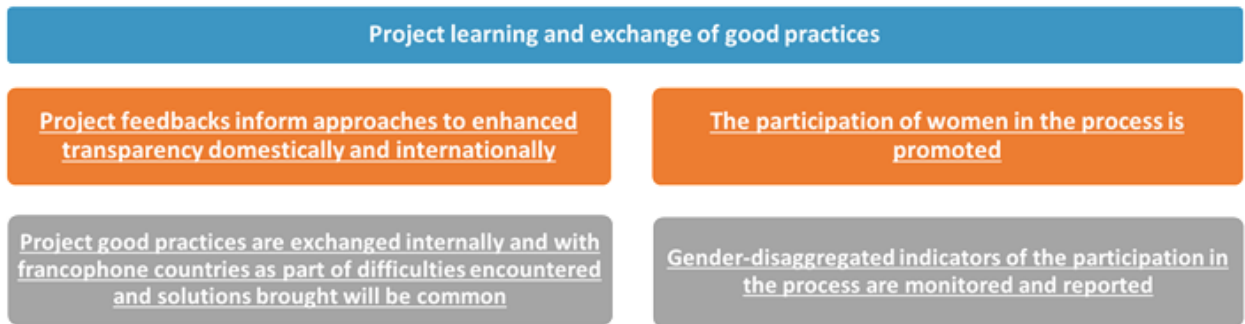 Project learning and exchange of good practices
Project feedbacks inform approaches to enhanced
transparency domestically and internationally
The participation of women in the process is
promoted
Project good practices are exchanged internally and with
francophone countries as part of difficulties encountered
and solutions brought will be common
Gender-disaggregated indicators of the participation in
the process are monitored and reported